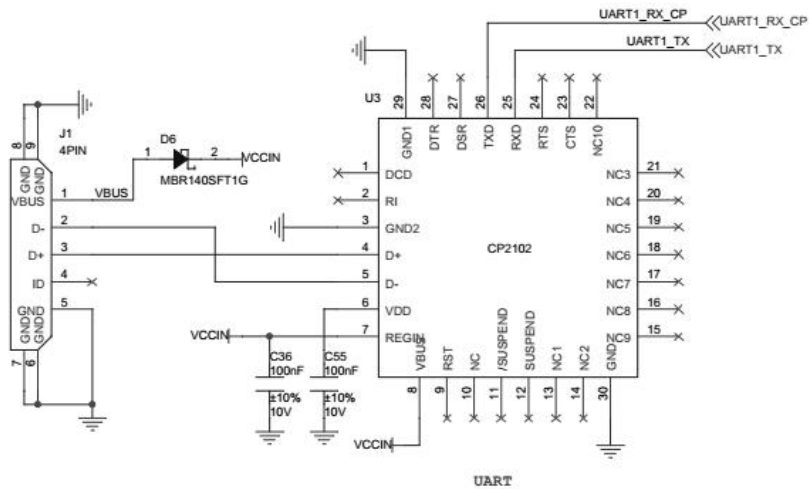 UART1_RX_CP
UART1_RX_CP
UART1_TX
UART1_TX
U3
29
28
27
26
25
24
23
22
GND1
DTR
DSR
TXD
RXD
RTS
CTS
NC10
8
9
J1
4PIN
D6
1
2
VCCIN
MBR140SFT1G
GND
GND
VBUS
1
VBUS
D-
2
D+
3
ID
4
GND
5
GND
GND
7
6
1
DCD
2
RI
3
GND2
4
D+
5
D-
6
VDD
7
REGIN
CP2102
NC3
21
NC4
20
NC5
19
NC6
18
NC7
17
NC8
16
NC9
15
VCCIN
C36
100nF
±10%
10V
C55
100nF
±10%
10V
VBUS
RST
NC
/SUSPEND
SUSPEND
NC1
NC2
GND
8
9
10
11
12
13
14
30
VCCIN
UART